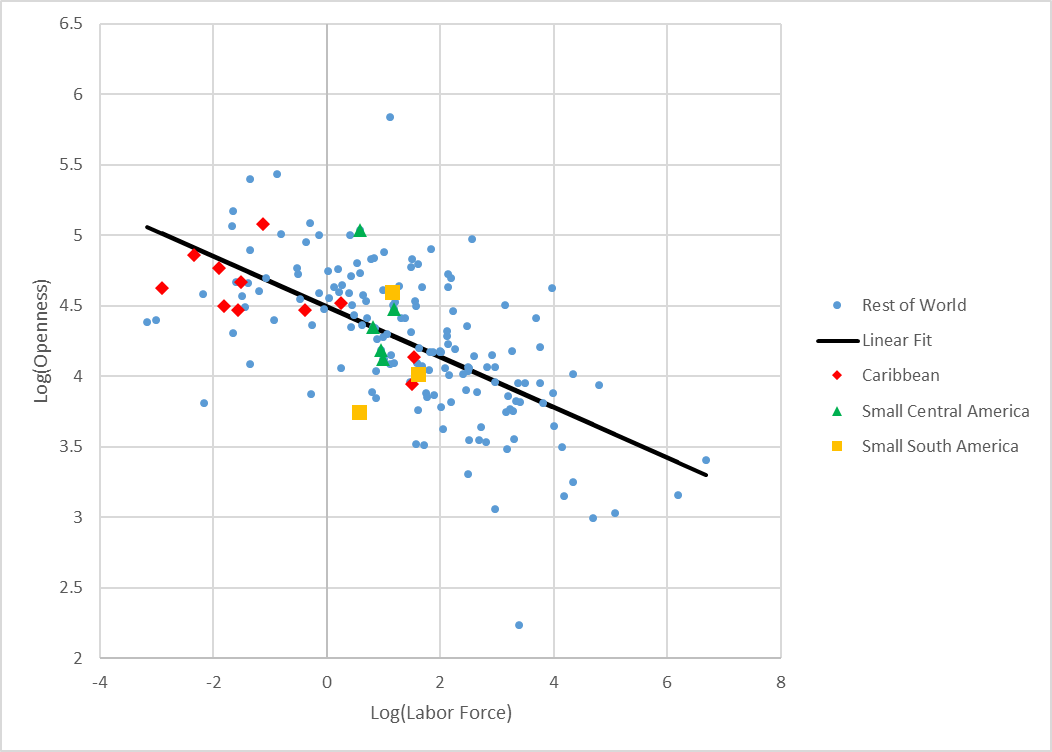 6.5
6
5.5
5
4.5
4
3.5
3
2.5
2
-4
-2
0
2
4
6
8
Log(Openness)
Log(Labor Force)
Rest of World
Linear Fit
Caribbean
Small Central America
Small South America